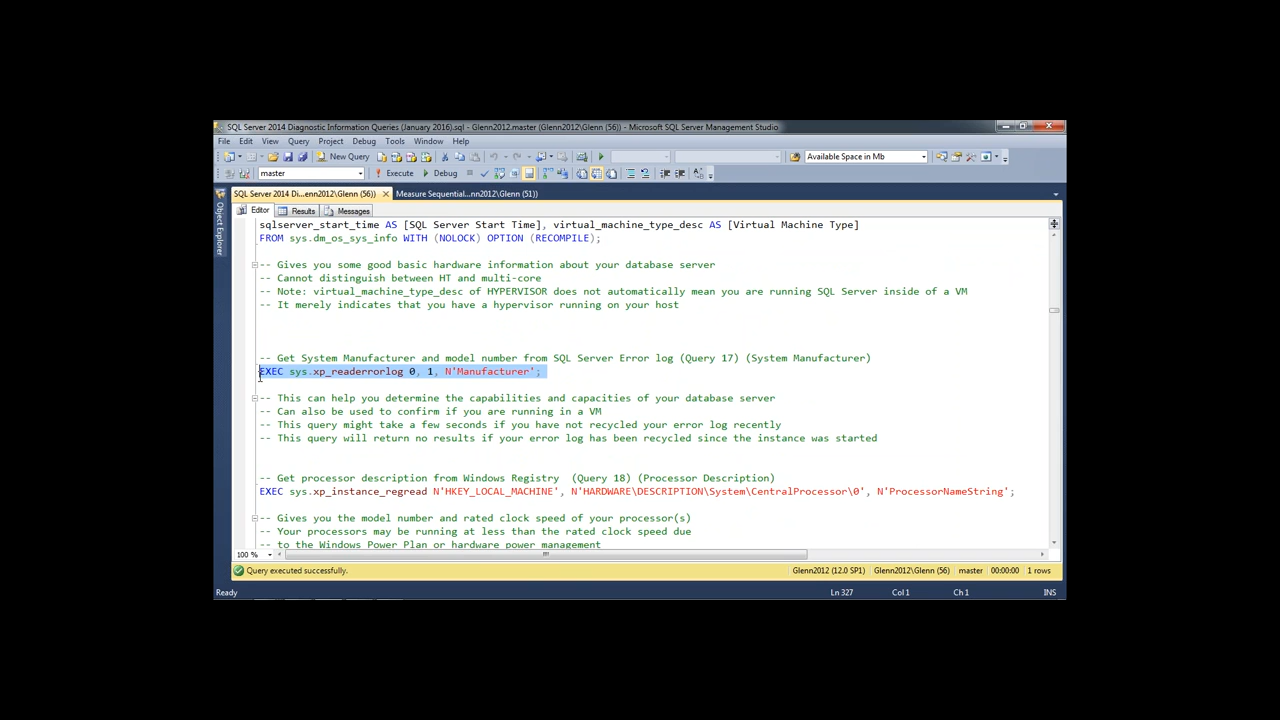 SQL Server 2014 Diagnostic Information Queries (January 2016).sql - Glenn2012.master (Glenn2012\Glenn (56)) - Microsoft SQL Server Management Studio
File Edit View Query Project Debug Tools Window Help
New Query Available Space in Mb
master Execute Debug
SQL Server 2014 Di...enn2012\Glenn (56)) Measure Sequential...nn2012\Glenn (51))
Object Explorer
Editor Results Messages
sqlserver_start_time AS [SQL Server Start Time], virtual_machine_type_desc AS [Virtual Machine Type]
FROM sys.dm_os_sys_info WITH (NOLOCK) OPTION (RECOMPILE);
-- Gives you some good basic hardware information about your database server
-- Cannot distinguish between HT and multi-core
-- Note: virtual_machine_type_desc of HYPERVISOR does not automatically mean you are running SQL Server inside of a VM
-- It merely indicates that you have a hypervisor running on your host
-- Get System Manufacturer and model number from SQL Server Error log (Query 17) (System Manufacturer)
EXEC sys.xp_readerrorlog 0, 1, N'Manufacturer';
-- This can help you determine the capabilities and capacities of your database server
-- Can also be used to confirm if you are running in a VM
-- This query might take a few seconds if you have not recycled your error log recently
-- This query will return no results if your error log has been recycled since the instance was started
-- Get processor description from Windows Registry  (Query 18) (Processor Description)
EXEC sys.xp_instance_regread N'HKEY_LOCAL_MACHINE', N'HARDWARE\DESCRIPTION\System\CentralProcessor\0', N'ProcessorNameString';
-- Gives you the model number and rated clock speed of your processor(s)
-- Your processors may be running at less than the rated clock speed due
-- to the Windows Power Plan or hardware power management
100 %
Query executed successfully. Glenn2012 (12.0 SP1) Glenn2012\Glenn (56) master 00:00:00 1 rows
Ready Ln 327 Col 1 Ch 1 INS